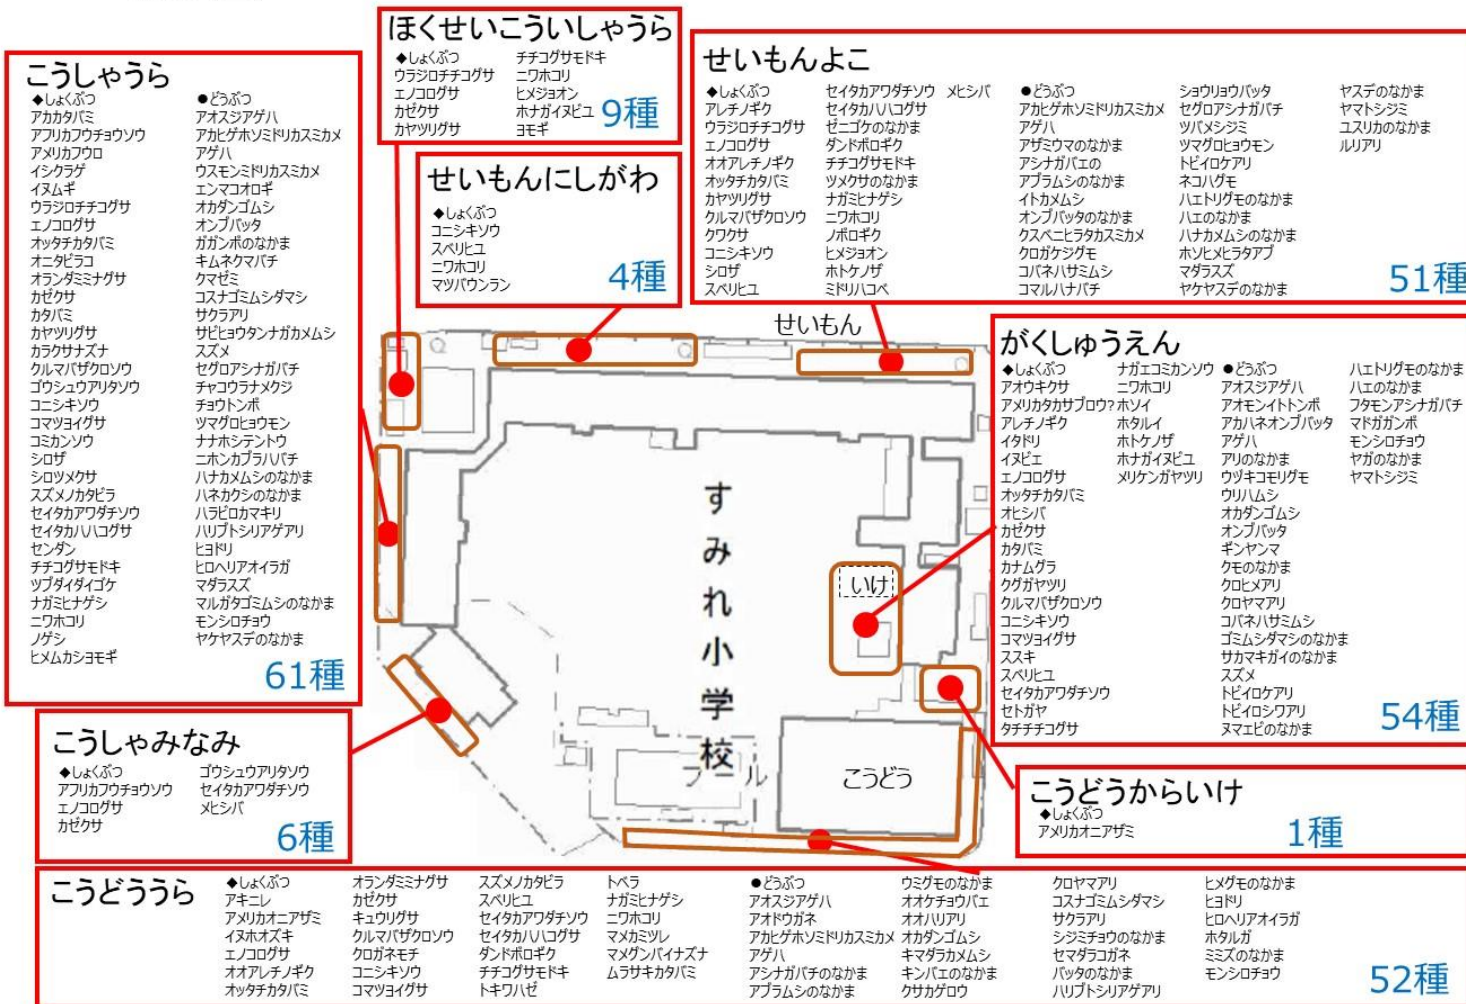 ほくせいこういしゃうら
◆しょくぶつ
ウラジロチチコグサ
エノコログサ
カゼクサ
カヤツリグサ
チチコグサモドキ
ニワホコリ
ヒメジョオン
ホナガイヌビユ
ヨモギ
9種
こうしゃうら
◆しょくぶつ
アカカタバミ
アフリカフウチョウソウ
アメリカフウロ
イシクラゲ
イヌムギ
ウラジロチチコグサ
エノコログサ
オッタチカタバミ
オニタビラコ
オランダミミナグサ
カゼクサ
カタバミ
カヤツリグサ
カラクサナズナ
クルマバザクロソウ
ゴウシュウアリタソウ
コニシキソウ
コマツヨイグサ
コミカンソウ
シロザ
シロツメクサ
スズメノカタビラ
セイタカアワダチソウ
セイタカハハコグサ
センダン
チチコグサモドキ
ツブダイダイゴケ
ナガミヒナゲシ
ニワホコリ
ノゲシ
ヒメムカシヨモギ
●どうぶつ
アオスジアゲハ
アカヒゲホソミドリカスミカメ
アゲハ
ウスモンミドリカスミカメ
エンマコオロギ
オカダンゴムシ
オンブバッタ
ガガンボのなかま
キムネクマバチ
クマゼミ
コスナゴミムシダマシ
サクラアリ
サビヒョウタンナガカメムシ
スズメ
セグロアシナガバチ
チャコウラナメクジ
チョウトンボ
ツマグロヒョウモン
ナナホシテントウ
ニホンカブラハバチ
ハナカメムシのなかま
ハネカクシのなかま
ハラビロカマキリ
ハリブトシリアゲアリ
ヒヨドリ
ヒロヘリアオイラガ
マダラスズ
マルガタゴミムシのなかま
モンシロチョウ
ヤケヤスデのなかま
61種
せいもんにしがわ
◆しょくぶつ
コニシキソウ
スベリヒユ
ニワホコリ
マツバウンラン
4種
せいもんよこ
◆しょくぶつ
アレチノギク
ウラジロチチコグサ
エノコログサ
オオアレチノギク
オッタチカタバミ
カヤツリグサ
クルマバザクロソウ
クワクサ
コニシキソウ
シロザ
スベリヒユ
セイタカアワダチソウ
セイタカハハコグサ
ゼニゴケのなかま
ダンドボロギク
チチコグサモドキ
ツメクサのなかま
ナガミヒナゲシ
ニワホコリ
ノボロギク
ヒメジョオン
ホトケノザ
ミドリハコベ
メヒシバ
●どうぶつ
アカヒゲホソミドリカスミカメ
アゲハ
アザミウマのなかま
アシナガバエの
アブラムシのなかま
イトカメムシ
オンブバッタのなかま
クスベニヒラタカスミカメ
クロガケジグモ
コバネハサミムシ
コマルハナバチ
ショウリョウバッタ
セグロアシナガバチ
ツバメシジミ
ツマグロヒョウモン
トビイロケアリ
ネコハグモ
ハエトリグモのなかま
ハエのなかま
ハナカメムシのなかま
ホソヒメヒラタアブ
マダラスズ
ヤケヤスデのなかま
ヤスデのなかま
ヤマトシジミ
ユスリカのなかま
ルリアリ
51種
せいもん
すみれ小学校
いけ
プール
こうどう
がくしゅうえん
◆しょくぶつ
アオウキクサ
アメリカタカサブロウ?
アレチノギク
イタドリ
イヌビエ
エノコログサ
オッタチカタバミ
オヒシバ
カゼクサ
カタバミ
カナムグラ
クグガヤツリ
クルマバザクロソウ
コニシキソウ
コマツヨイグサ
ススキ
スベリヒユ
セイタカアワダチソウ
セトガヤ
タチチチコグサ
ナガエコミカンソウ
ニワホコリ
ホソイ
ホタルイ
ホトケノザ
ホナガイヌビユ
メリケンガヤツリ
●どうぶつ
アオスジアゲハ
アオモンイトトンボ
アカハネオンブバッタ
アゲハ
アリのなかま
ウヅキコモリグモ
ウリハムシ
オカダンゴムシ
オンブバッタ
ギンヤンマ
クモのなかま
クロヒメアリ
クロヤマアリ
コバネハサミムシ
ゴミムシダマシのなかま
サカマキガイのなかま
スズメ
トビイロケアリ
トビイロシワアリ
ヌマエビのなかま
ハエトリグモのなかま
ハエのなかま
フタモンアシナガバチ
マドガガンボ
モンシロチョウ
ヤガのなかま
ヤマトシジミ
54種
こうしゃみなみ
◆しょくぶつ
アフリカフウチョウソウ
エノコログサ
カゼクサ
ゴウシュウアリタソウ
セイタカアワダチソウ
メヒシバ
6種
こうどうからいけ
◆しょくぶつ
アメリカオニアザミ
1種
こうどううら
◆しょくぶつ
アキニレ
アメリカオニアザミ
イヌホオズキ
エノコログサ
オオアレチノギク
オッタチカタバミ
オランダミミナグサ
カゼクサ
キュウリグサ
クルマバザクロソウ
クロガネモチ
コニシキソウ
コマツヨイグサ
スズメノカタビラ
スベリヒユ
セイタカアワダチソウ
セイタカハハコグサ
ダンドボロギク
チチコグサモドキ
トキワハゼ
トベラ
ナガミヒナゲシ
ニワホコリ
マメカミツレ
マメグンバイナズナ
ムラサキカタバミ
●どうぶつ
アオスジアゲハ
アオドウガネ
アカヒゲホソミドリカスミカメ
アゲハ
アシナガバチのなかま
アブラムシのなかま
ウミグモのなかま
オオケチョウバエ
オオハリアリ
オカダンゴムシ
キマダラカメムシ
キンバエのなかま
クサカゲロウ
クロヤマアリ
コスナゴミムシダマシ
サクラアリ
シジミチョウのなかま
セマダラコガネ
バッタのなかま
ハリブトシリアゲアリ
ヒメグモのなかま
ヒヨドリ
ヒロヘリアオイラガ
ホタルガ
ミミズのなかま
モンシロチョウ
52種